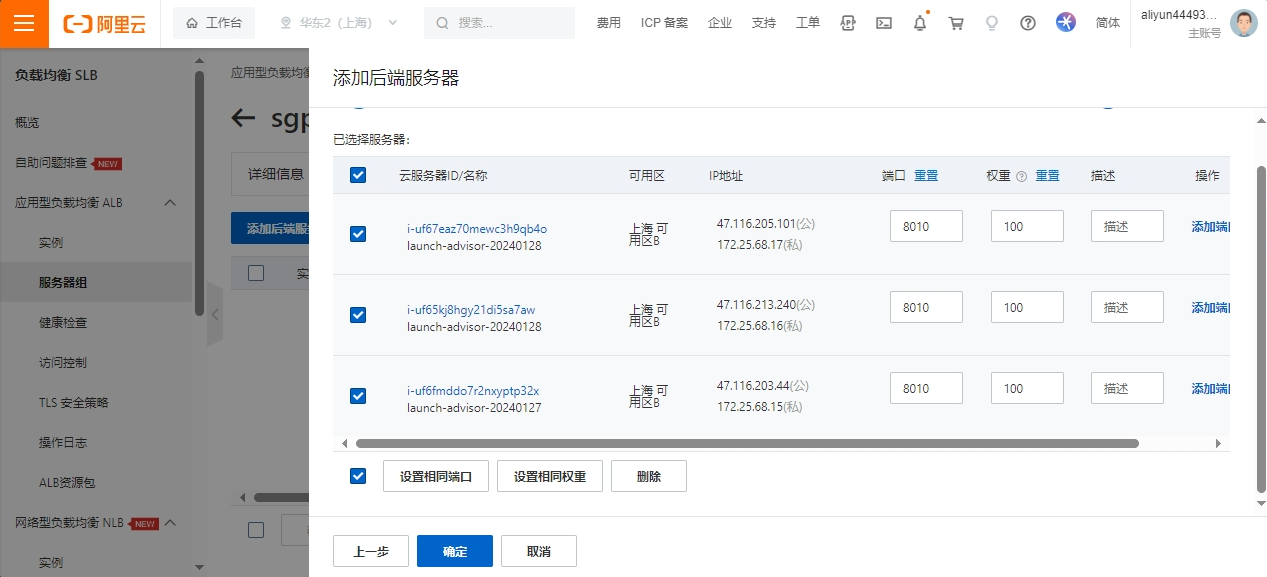 阿里云
工作台
华东2（上海）
搜索...
费用
ICP 备案
企业
支持
工单
简体
aliyun44493...
主账号
负载均衡 SLB
概览
自助问题排查 NEW
应用型负载均衡 ALB
实例
服务器组
健康检查
访问控制
TLS 安全策略
操作日志
ALB资源包
网络型负载均衡 NLB NEW
实例
应用型负载均衡
sgp
详细信息
添加后端服
实
添加后端服务器
已选择服务器：
云服务器ID/名称 可用区 IP地址 端口 重置 权重 重置 描述 操作
i-uf67eaz70mewc3h9qb4o
launch-advisor-20240128
上海 可
用区B
47.116.205.101(公)
172.25.68.17(私)
8010 100 描述 添加端
i-uf65kj8hgy21di5sa7aw
launch-advisor-20240128
上海 可
用区B
47.116.213.240(公)
172.25.68.16(私)
8010 100 描述 添加端
i-uf6fmddo7r2nxyptp32x
launch-advisor-20240127
上海 可
用区B
47.116.203.44(公)
172.25.68.15(私)
8010 100 描述 添加端
设置相同端口 设置相同权重 删除
上一步 确定 取消